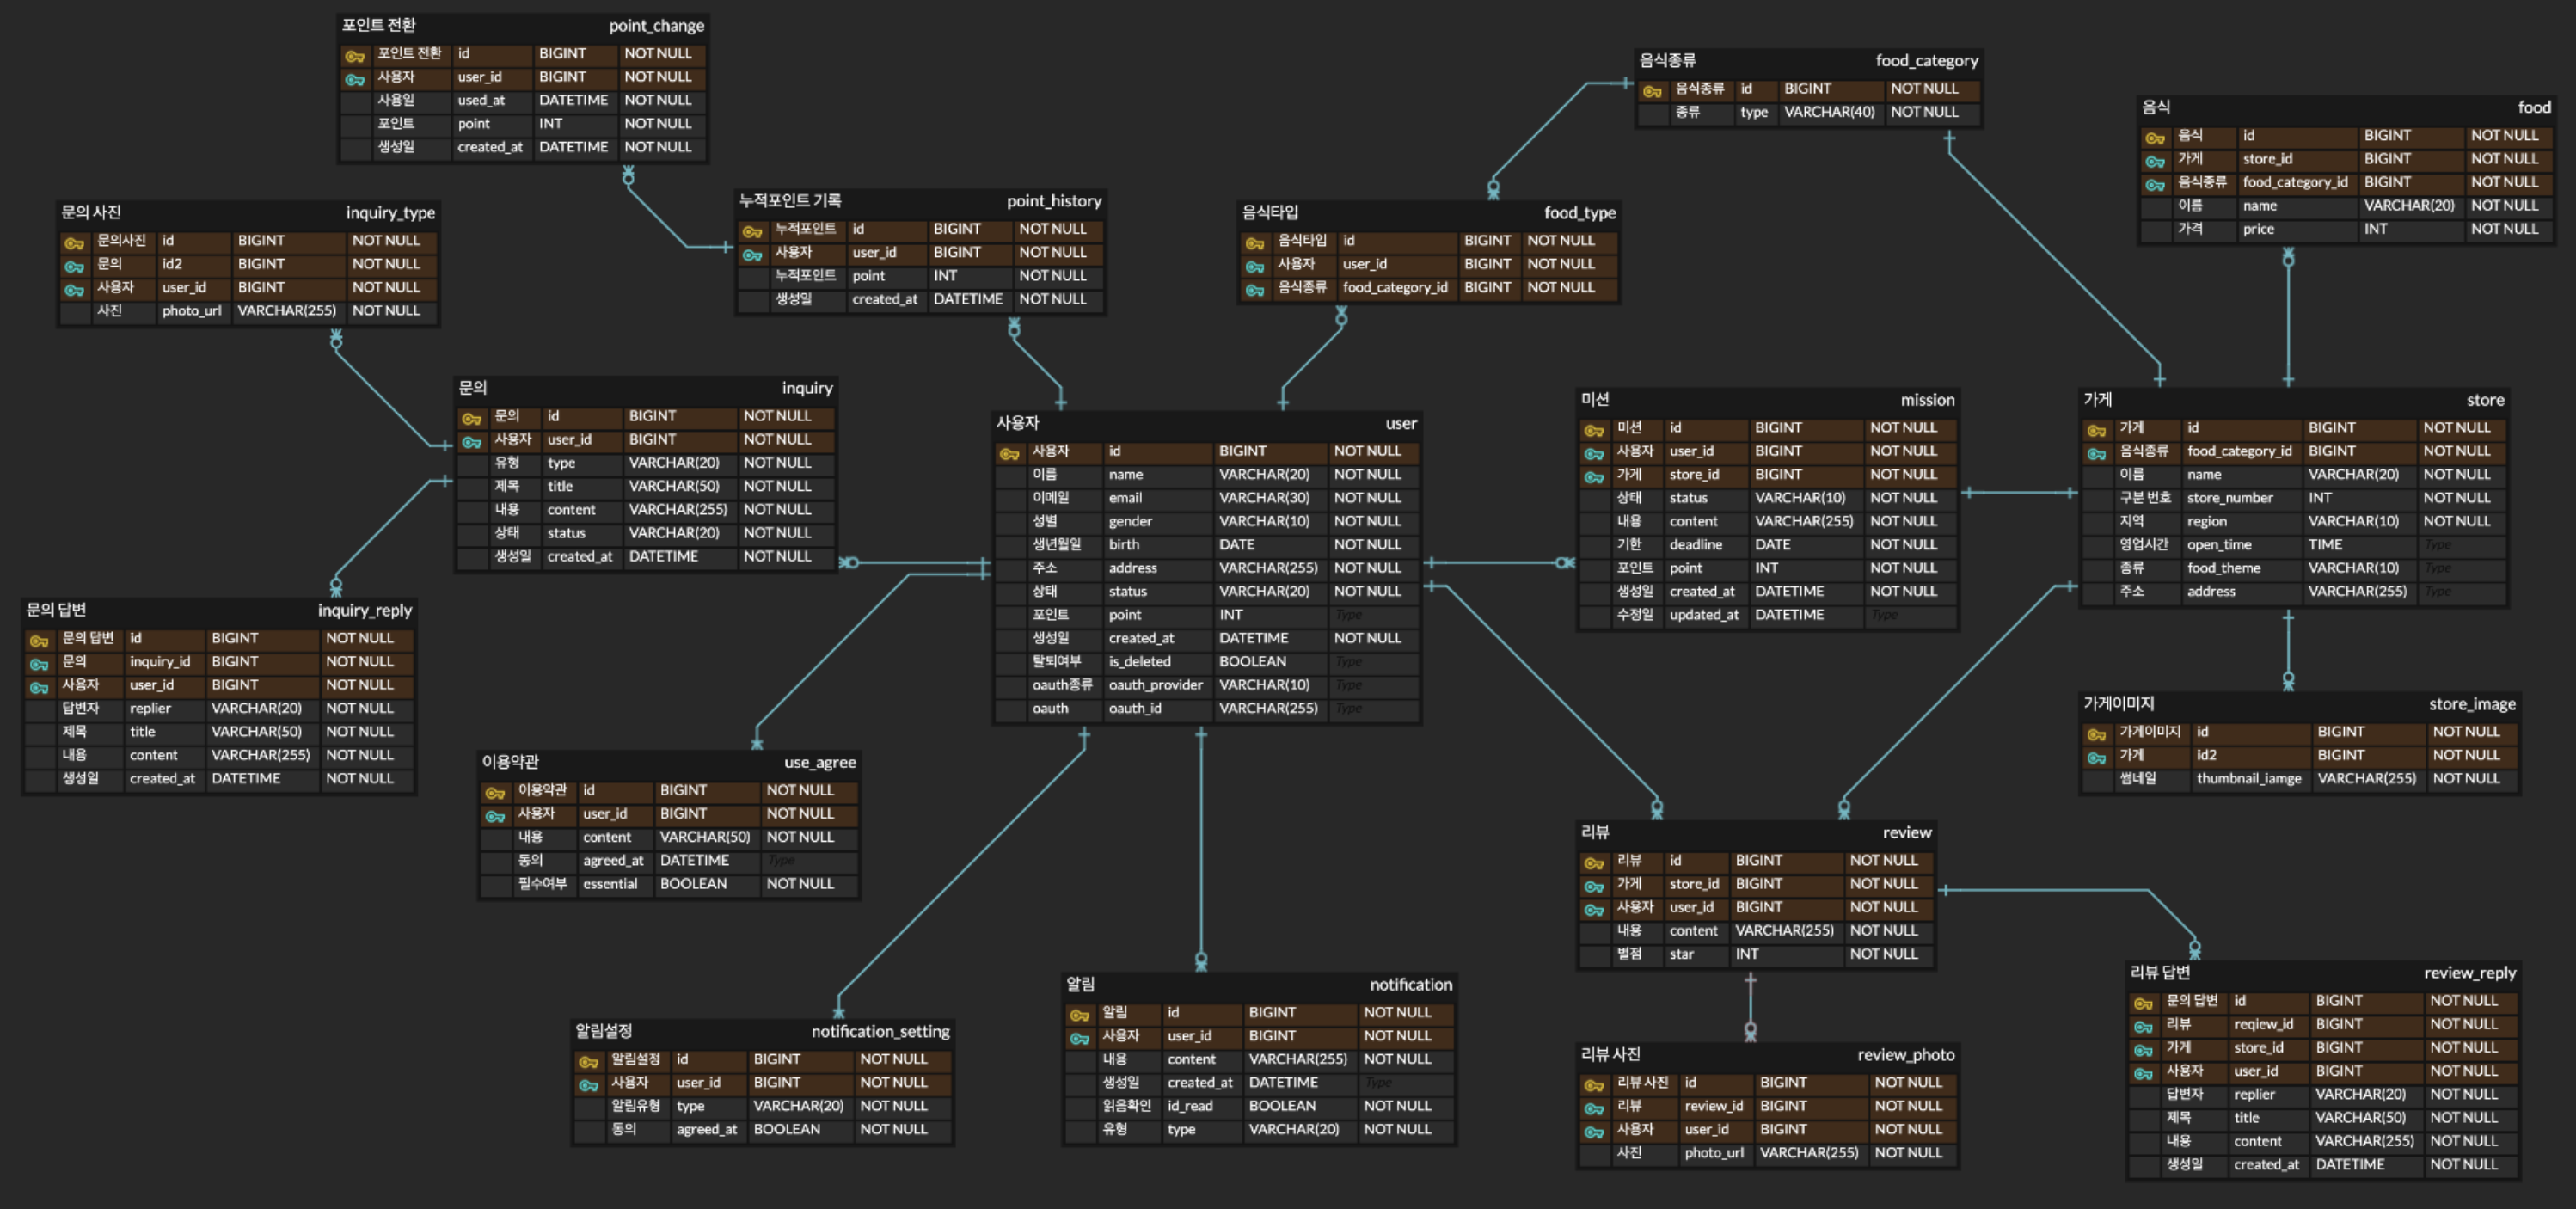 포인트 전환 point_change
포인트 전환 id BIGINT NOT NULL
사용자 user_id BIGINT NOT NULL
사용일 used_at DATETIME NOT NULL
포인트 point INT NOT NULL
생성일 created_at DATETIME NOT NULL
음식종류 food_category
음식종류 id BIGINT NOT NULL
종류 type VARCHAR(40) NOT NULL
음식 food
음식 id BIGINT NOT NULL
가게 store_id BIGINT NOT NULL
음식종류 food_category_id BIGINT NOT NULL
이름 name VARCHAR(20) NOT NULL
가격 price INT NOT NULL
문의 사진 inquiry_type
문의사진 id BIGINT NOT NULL
문의 id2 BIGINT NOT NULL
사용자 user_id BIGINT NOT NULL
사진 photo_url VARCHAR(255) NOT NULL
누적포인트 기록 point_history
누적포인트 id BIGINT NOT NULL
사용자 user_id BIGINT NOT NULL
누적포인트 point INT NOT NULL
생성일 created_at DATETIME NOT NULL
음식타입 food_type
음식타입 id BIGINT NOT NULL
사용자 user_id BIGINT NOT NULL
음식종류 food_category_id BIGINT NOT NULL
문의 inquiry
문의 id BIGINT NOT NULL
사용자 user_id BIGINT NOT NULL
유형 type VARCHAR(20) NOT NULL
제목 title VARCHAR(50) NOT NULL
내용 content VARCHAR(255) NOT NULL
상태 status VARCHAR(20) NOT NULL
생성일 created_at DATETIME NOT NULL
사용자 user
사용자 id BIGINT NOT NULL
이름 name VARCHAR(20) NOT NULL
이메일 email VARCHAR(30) NOT NULL
성별 gender VARCHAR(10) NOT NULL
생년월일 birth DATE NOT NULL
주소 address VARCHAR(255) NOT NULL
상태 status VARCHAR(20) NOT NULL
포인트 point INT Type
생성일 created_at DATETIME NOT NULL
탈퇴여부 is_deleted BOOLEAN Type
oauth종류 oauth_provider VARCHAR(10) Type
oauth oauth_id VARCHAR(255) Type
미션 mission
미션 id BIGINT NOT NULL
사용자 user_id BIGINT NOT NULL
가게 store_id BIGINT NOT NULL
상태 status VARCHAR(10) NOT NULL
내용 content VARCHAR(255) NOT NULL
기한 deadline DATE NOT NULL
포인트 point INT NOT NULL
생성일 created_at DATETIME NOT NULL
수정일 updated_at DATETIME Type
가게 store
가게 id BIGINT NOT NULL
음식종류 food_category_id BIGINT NOT NULL
이름 name VARCHAR(20) NOT NULL
구분 번호 store_number INT NOT NULL
지역 region VARCHAR(10) NOT NULL
영업시간 open_time TIME Type
종류 food_theme VARCHAR(10) Type
주소 address VARCHAR(255) Type
문의 답변 inquiry_reply
문의 답변 id BIGINT NOT NULL
문의 inquiry_id BIGINT NOT NULL
사용자 user_id BIGINT NOT NULL
답변자 replier VARCHAR(20) NOT NULL
제목 title VARCHAR(50) NOT NULL
내용 content VARCHAR(255) NOT NULL
생성일 created_at DATETIME NOT NULL
이용약관 use_agree
이용약관 id BIGINT NOT NULL
사용자 user_id BIGINT NOT NULL
내용 content VARCHAR(50) NOT NULL
동의 agreed_at DATETIME Type
필수여부 essential BOOLEAN NOT NULL
가게이미지 store_image
가게이미지 id BIGINT NOT NULL
가게 id2 BIGINT NOT NULL
썸네일 thumbnail_iamge VARCHAR(255) NOT NULL
리뷰 review
리뷰 id BIGINT NOT NULL
가게 store_id BIGINT NOT NULL
사용자 user_id BIGINT NOT NULL
내용 content VARCHAR(255) NOT NULL
별점 star INT NOT NULL
알림설정 notification_setting
알림설정 id BIGINT NOT NULL
사용자 user_id BIGINT NOT NULL
알림유형 type VARCHAR(20) NOT NULL
동의 agreed_at BOOLEAN NOT NULL
알림 notification
알림 id BIGINT NOT NULL
사용자 user_id BIGINT NOT NULL
내용 content VARCHAR(255) NOT NULL
생성일 created_at DATETIME Type
읽음확인 id_read BOOLEAN NOT NULL
유형 type VARCHAR(20) NOT NULL
리뷰 사진 review_photo
리뷰 사진 id BIGINT NOT NULL
리뷰 review_id BIGINT NOT NULL
사용자 user_id BIGINT NOT NULL
사진 photo_url VARCHAR(255) NOT NULL
리뷰 답변 review_reply
문의 답변 id BIGINT NOT NULL
리뷰 reqiew_id BIGINT NOT NULL
가게 store_id BIGINT NOT NULL
사용자 user_id BIGINT NOT NULL
답변자 replier VARCHAR(20) NOT NULL
제목 title VARCHAR(50) NOT NULL
내용 content VARCHAR(255) NOT NULL
생성일 created_at DATETIME NOT NULL